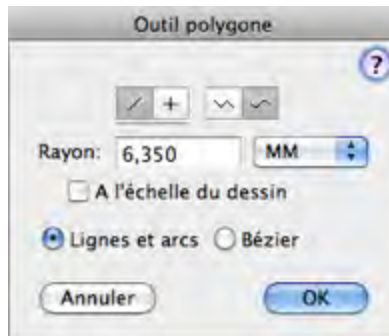 Outil polygone
?
Rayon: 6,350 MM
A l'échelle du dessin
Lignes et arcs Bézier
Annuler OK